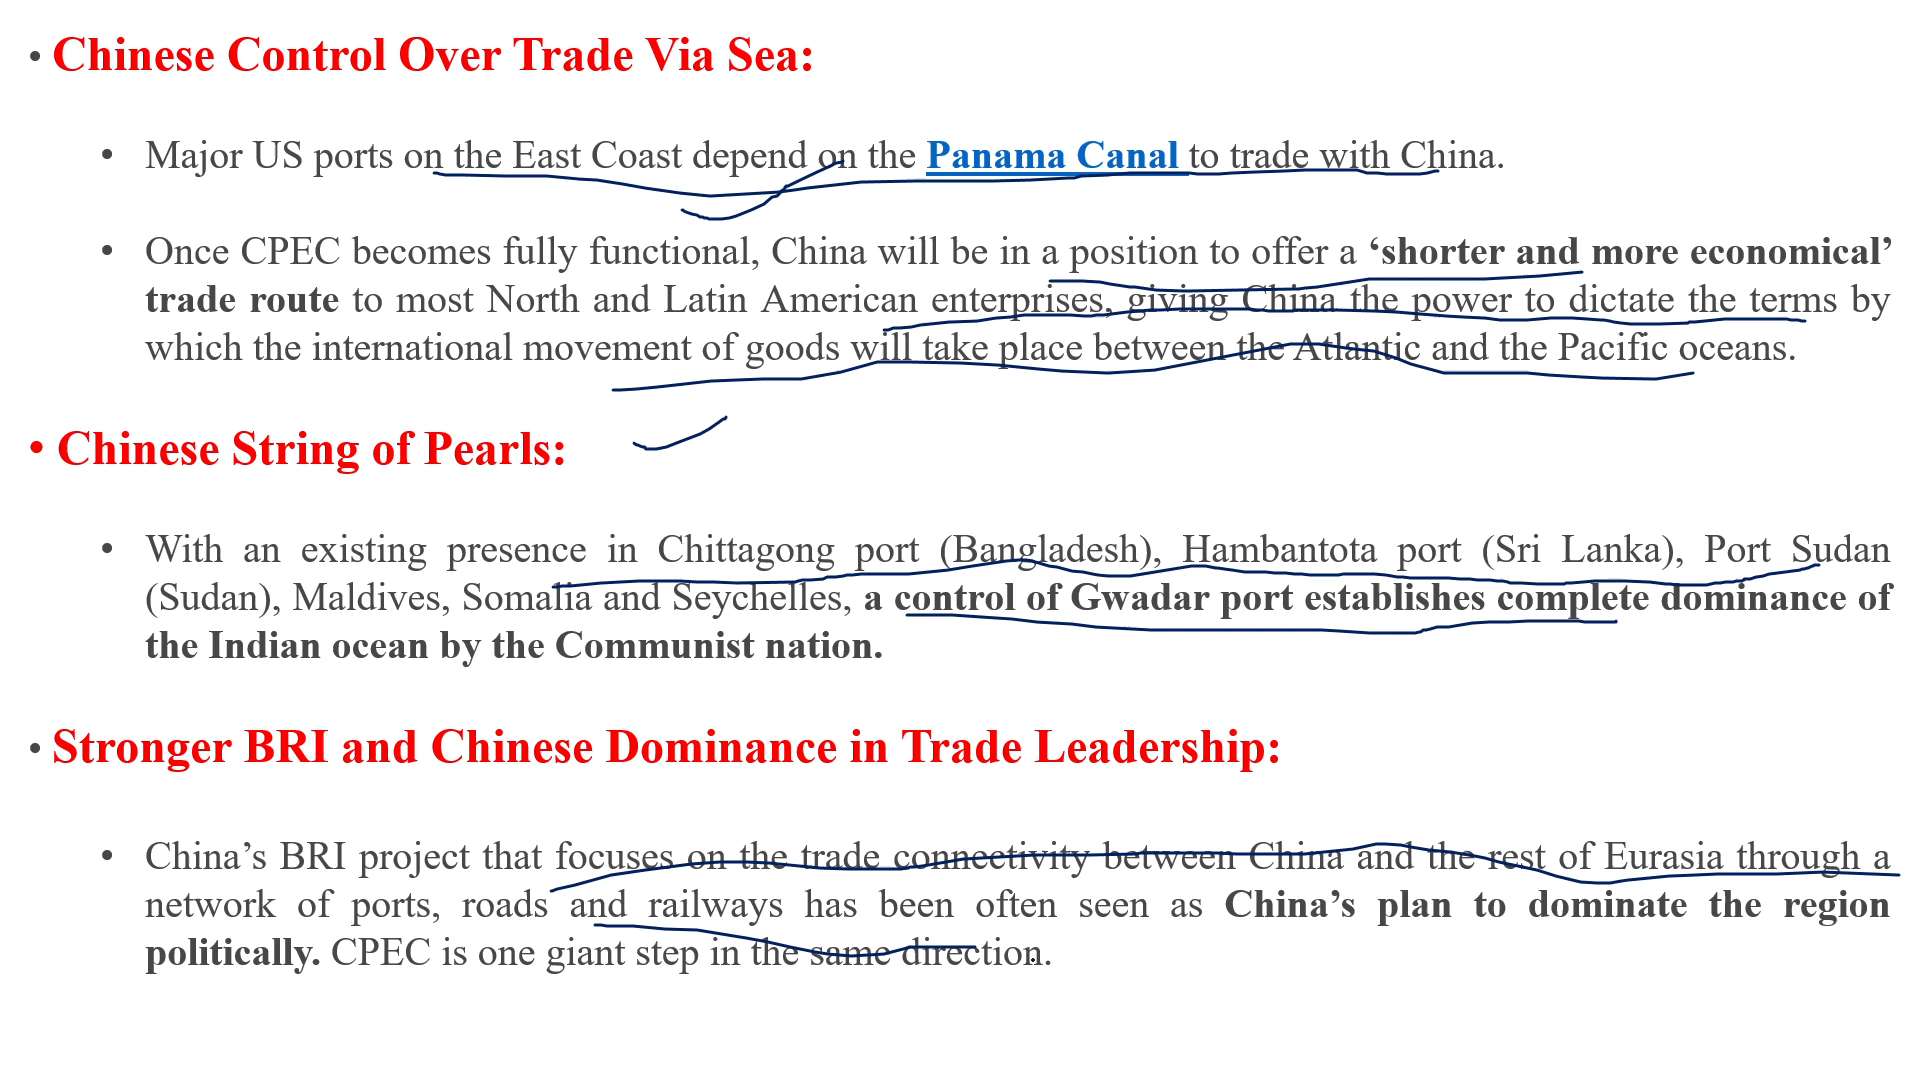 • Chinese Control Over Trade Via Sea:
• Major US ports on the East Coast depend on the Panama Canal to trade with China.
• Once CPEC becomes fully functional, China will be in a position to offer a ‘shorter and more economical’
trade route to most North and Latin American enterprises, giving China the power to dictate the terms by
which the international movement of goods will take place between the Atlantic and the Pacific oceans.
• Chinese String of Pearls:
• With an existing presence in Chittagong port (Bangladesh), Hambantota port (Sri Lanka), Port Sudan
(Sudan), Maldives, Somalia and Seychelles, a control of Gwadar port establishes complete dominance of
the Indian ocean by the Communist nation.
• Stronger BRI and Chinese Dominance in Trade Leadership:
• China’s BRI project that focuses on the trade connectivity between China and the rest of Eurasia through a
network of ports, roads and railways has been often seen as China’s plan to dominate the region
politically. CPEC is one giant step in the same direction.